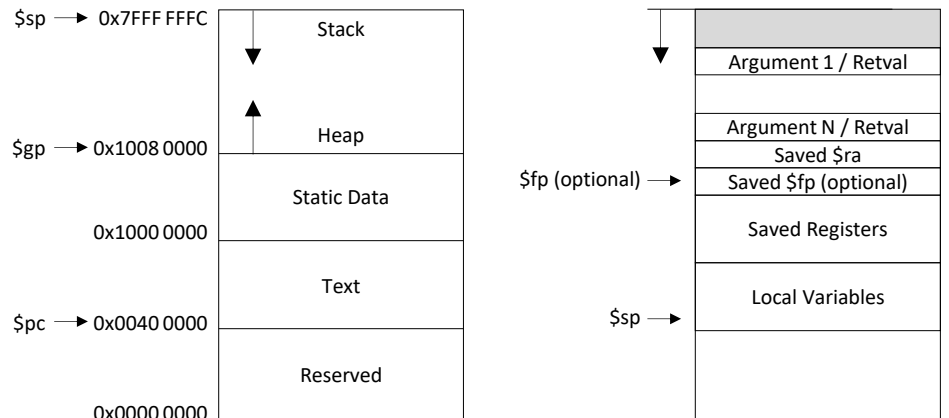 $sp 0x7FFF FFFC
Stack
Heap
$gp 0x1008 0000
Static Data
0x1000 0000
Text
$pc 0x0040 0000
Reserved
0x0000 0000
Argument 1 / Retval
Argument N / Retval
Saved $ra
$fp (optional) Saved $fp (optional)
Saved Registers
Local Variables
$sp